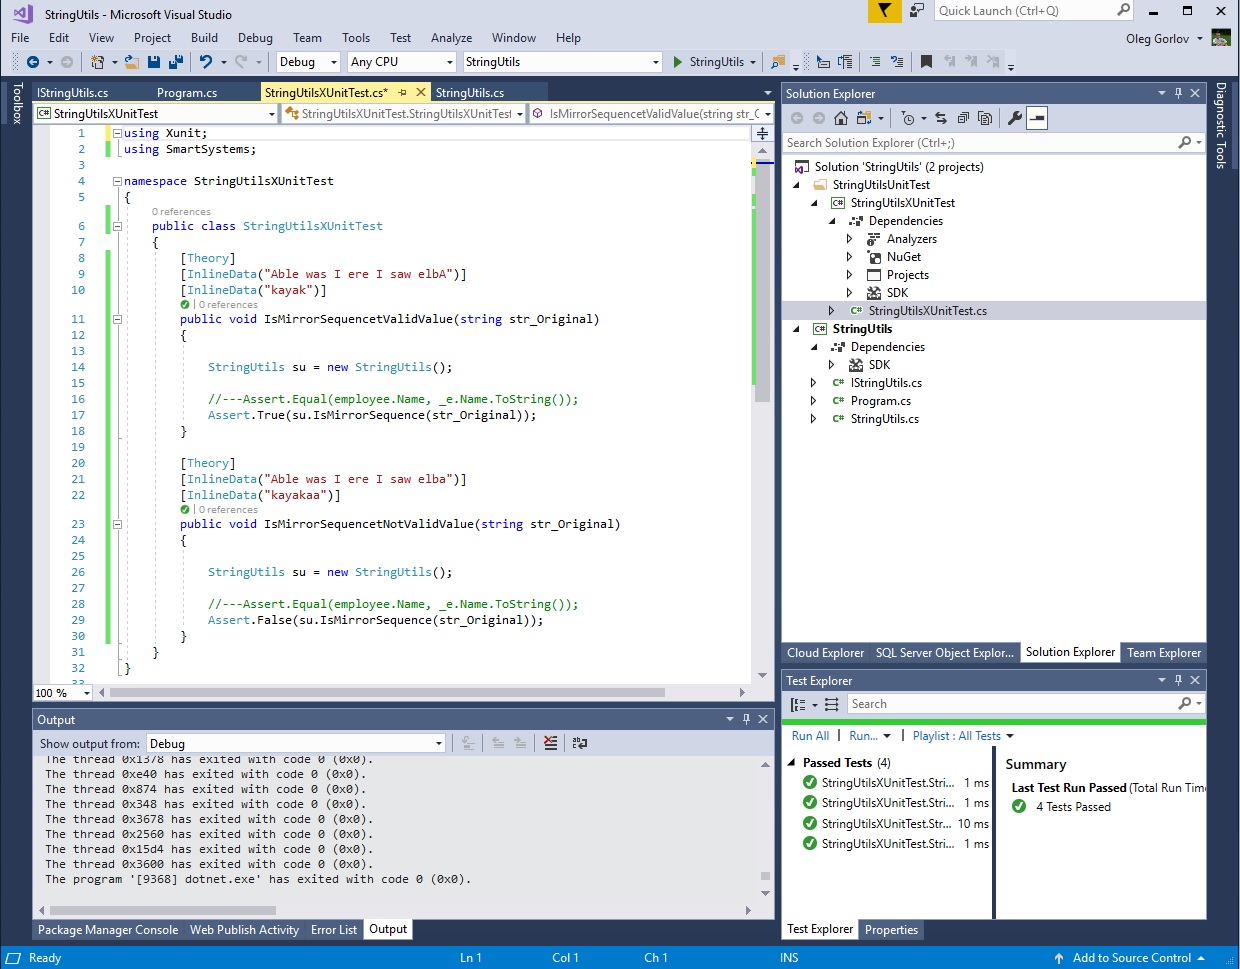 StringUtils - Microsoft Visual Studio
Quick Launch (Ctrl+Q)
File Edit View Project Build Debug Team Tools Test Analyze Window Help
Oleg Gorlov
Debug Any CPU StringUtils StringUtils
Toolbox
IStringUtils.cs Program.cs StringUtilsXUnitTest.cs* StringUtils.cs
StringUtilsXUnitTest StringUtilsXUnitTest.StringUtilsXUnitTest IsMirrorSequencetValidValue(string str_
1 using Xunit;
2 using SmartSystems;
3
4 namespace StringUtilsXUnitTest
5 {
0 references
6 public class StringUtilsXUnitTest
7 {
8 [Theory]
9 [InlineData("Able was I ere I saw elbA")]
10 [InlineData("kayak")]
| 0 references
11 public void IsMirrorSequencetValidValue(string str_Original)
12 {
13
14 StringUtils su = new StringUtils();
15
16 //---Assert.Equal(employee.Name, _e.Name.ToString());
17 Assert.True(su.IsMirrorSequence(str_Original));
18 }
19
20 [Theory]
21 [InlineData("Able was I ere I saw elba")]
22 [InlineData("kayakaa")]
| 0 references
23 public void IsMirrorSequencetNotValidValue(string str_Original)
24 {
25
26 StringUtils su = new StringUtils();
27
28 //---Assert.Equal(employee.Name, _e.Name.ToString());
29 Assert.False(su.IsMirrorSequence(str_Original));
30 }
31 }
32 }
33
100 %
Output
Show output from: Debug
The thread 0x1378 has exited with code 0 (0x0).
The thread 0xe40 has exited with code 0 (0x0).
The thread 0x874 has exited with code 0 (0x0).
The thread 0x348 has exited with code 0 (0x0).
The thread 0x3678 has exited with code 0 (0x0).
The thread 0x2560 has exited with code 0 (0x0).
The thread 0x15d4 has exited with code 0 (0x0).
The thread 0x3600 has exited with code 0 (0x0).
The program '[9368] dotnet.exe' has exited with code 0 (0x0).
Package Manager Console Web Publish Activity Error List Output
Solution Explorer
Search Solution Explorer (Ctrl+;)
Solution 'StringUtils' (2 projects)
StringUtilsUnitTest
C# StringUtilsXUnitTest
Dependencies
Analyzers
NuGet
Projects
SDK
C# StringUtilsXUnitTest.cs
C# StringUtils
Dependencies
SDK
C# IStringUtils.cs
C# Program.cs
C# StringUtils.cs
Cloud Explorer SQL Server Object Explor... Solution Explorer Team Explorer
Diagnostic Tools
Test Explorer
Search
Run All | Run... | Playlist : All Tests
Passed Tests (4)
StringUtilsXUnitTest.Stri... 1 ms
StringUtilsXUnitTest.Stri... 1 ms
StringUtilsXUnitTest.Str... 10 ms
StringUtilsXUnitTest.Stri... 1 ms
Summary
Last Test Run Passed (Total Run Tim
4 Tests Passed
Test Explorer Properties
Ready Ln 1 Col 1 Ch 1 INS Add to Source Control